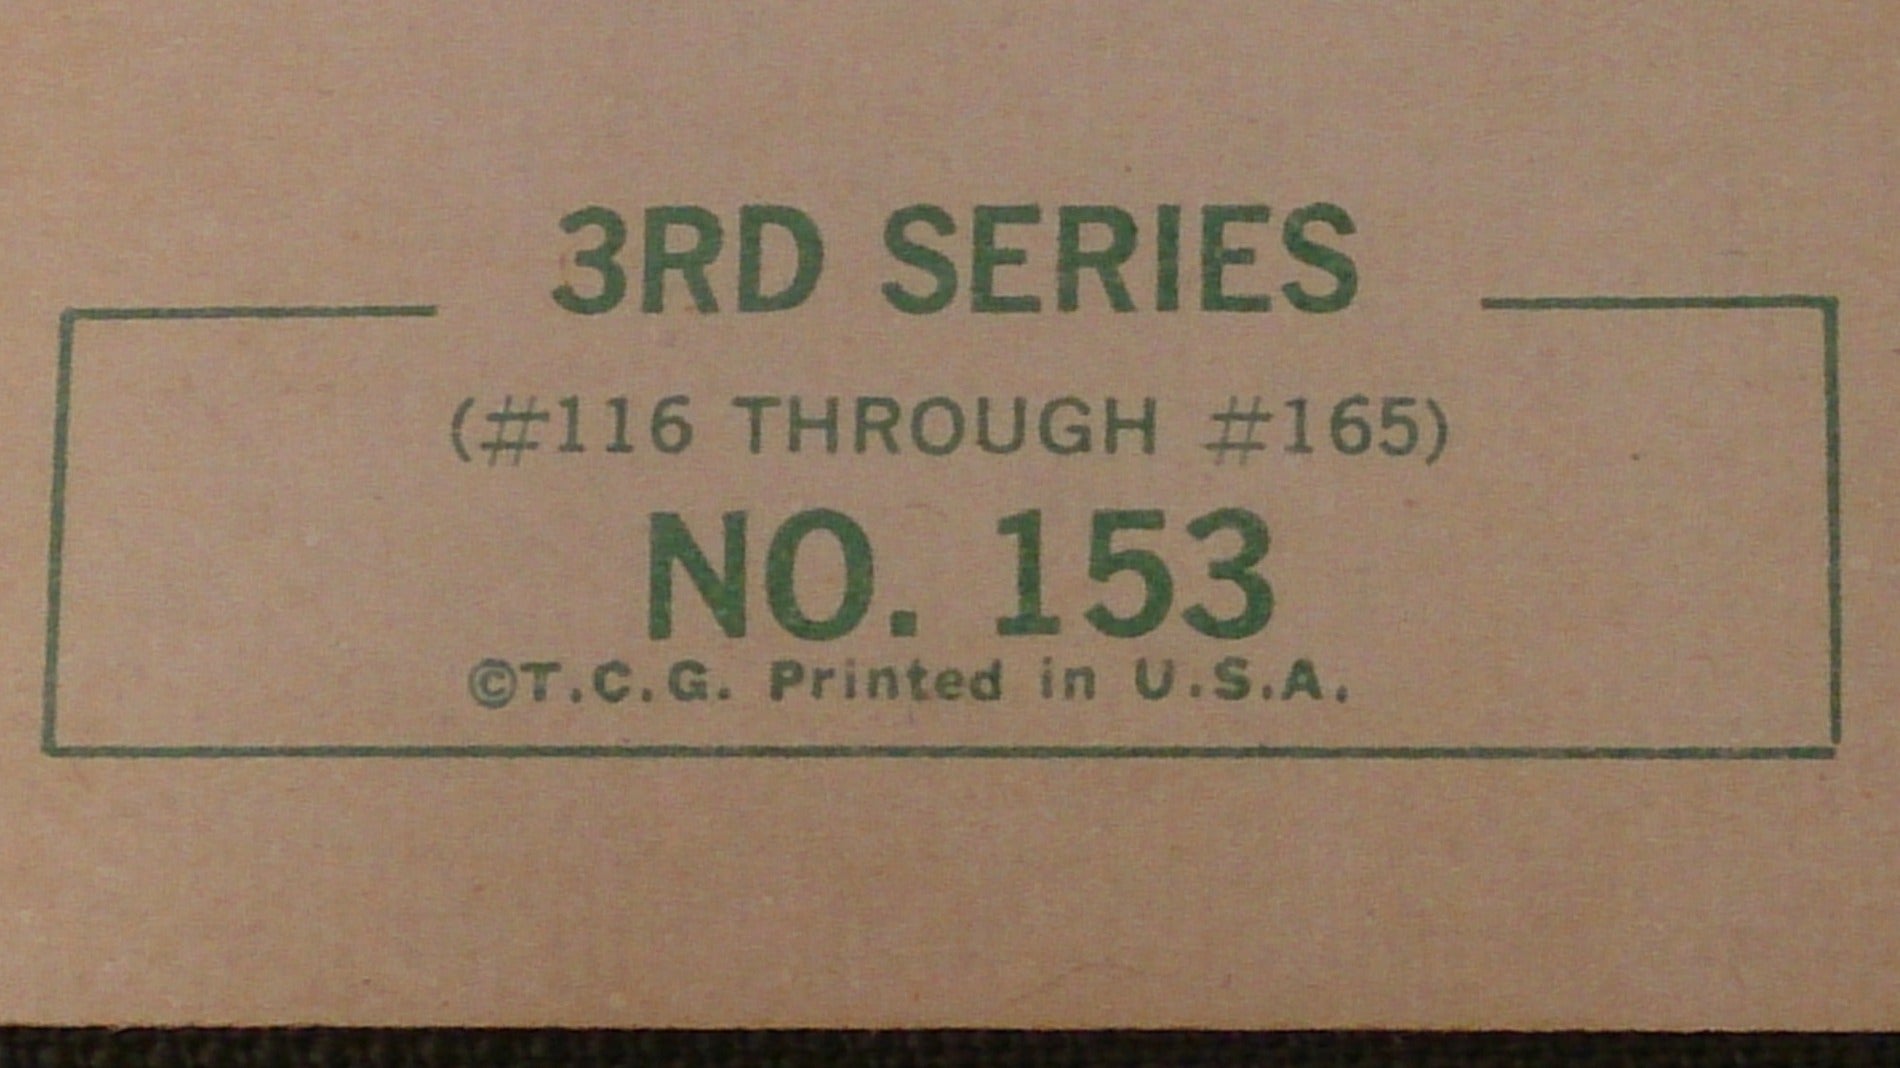 3RD SERIES
(#116 THROUGH #165)
NO. 153
©T.C.G. Printed in U.S.A.